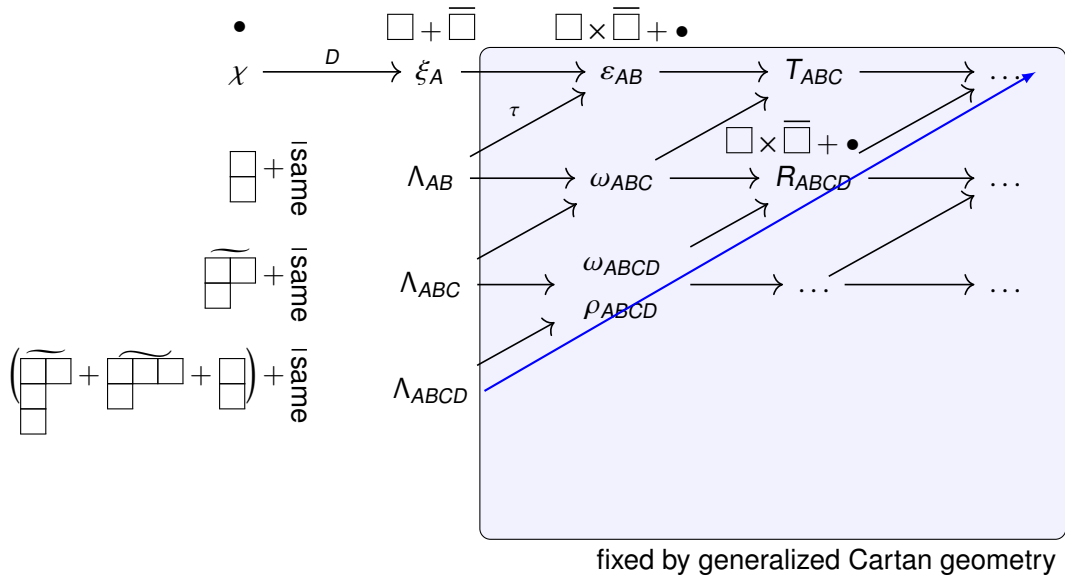 • □ + □̅ □ × □̅ + •
χ D ξ_A ε_AB T_ABC ...
τ
□ × □̅ + •
+ same Λ_AB ω_ABC R_ABCD ...
ω_ABCD
+ same Λ_ABC ... ...
ρ_ABCD
( + + ) + same Λ_ABCD
fixed by generalized Cartan geometry